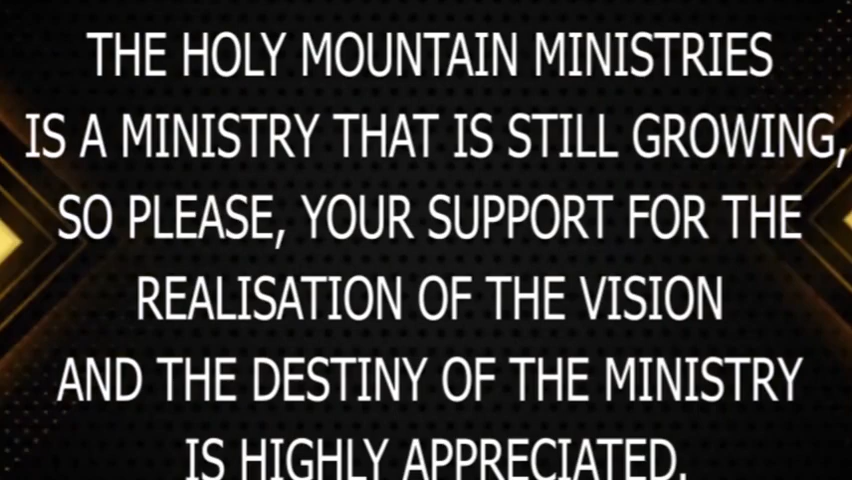 THE HOLY MOUNTAIN MINISTRIES
IS A MINISTRY THAT IS STILL GROWING,
SO PLEASE, YOUR SUPPORT FOR THE
REALISATION OF THE VISION
AND THE DESTINY OF THE MINISTRY
IS HIGHLY APPRECIATED.